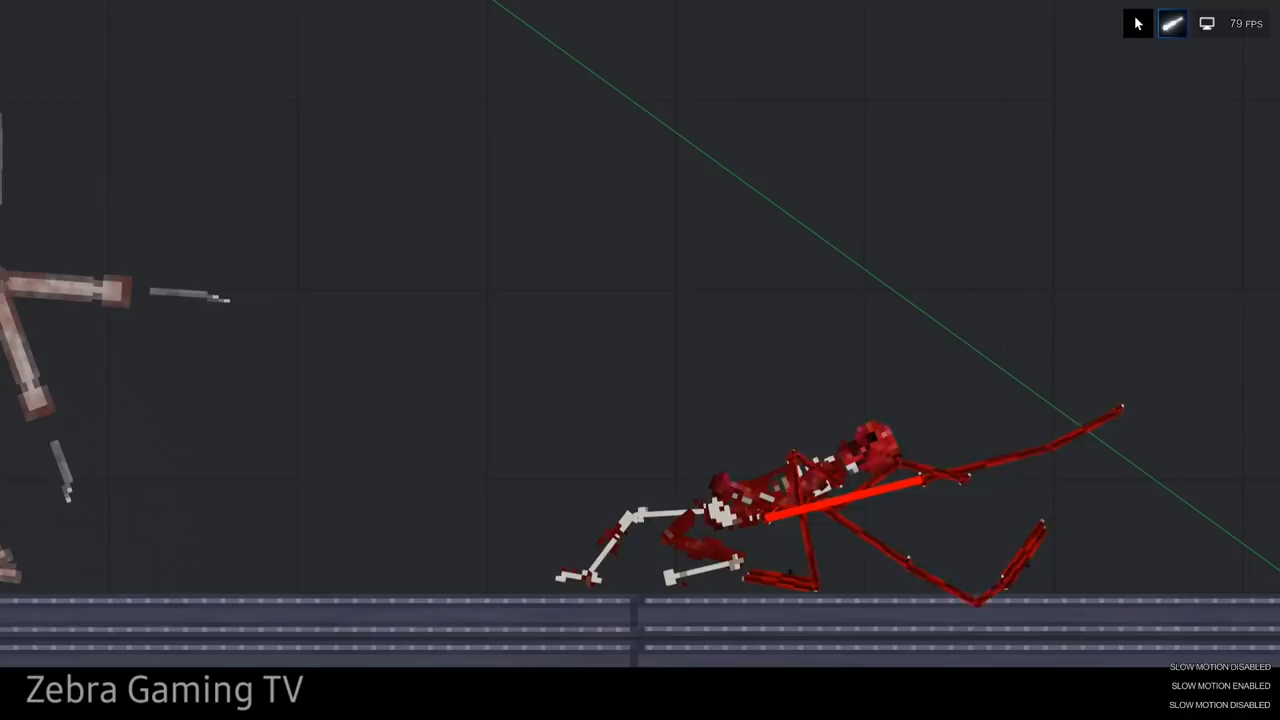 79 FPS
SLOW MOTION DISABLED
SLOW MOTION ENABLED
SLOW MOTION DISABLED
Zebra Gaming TV